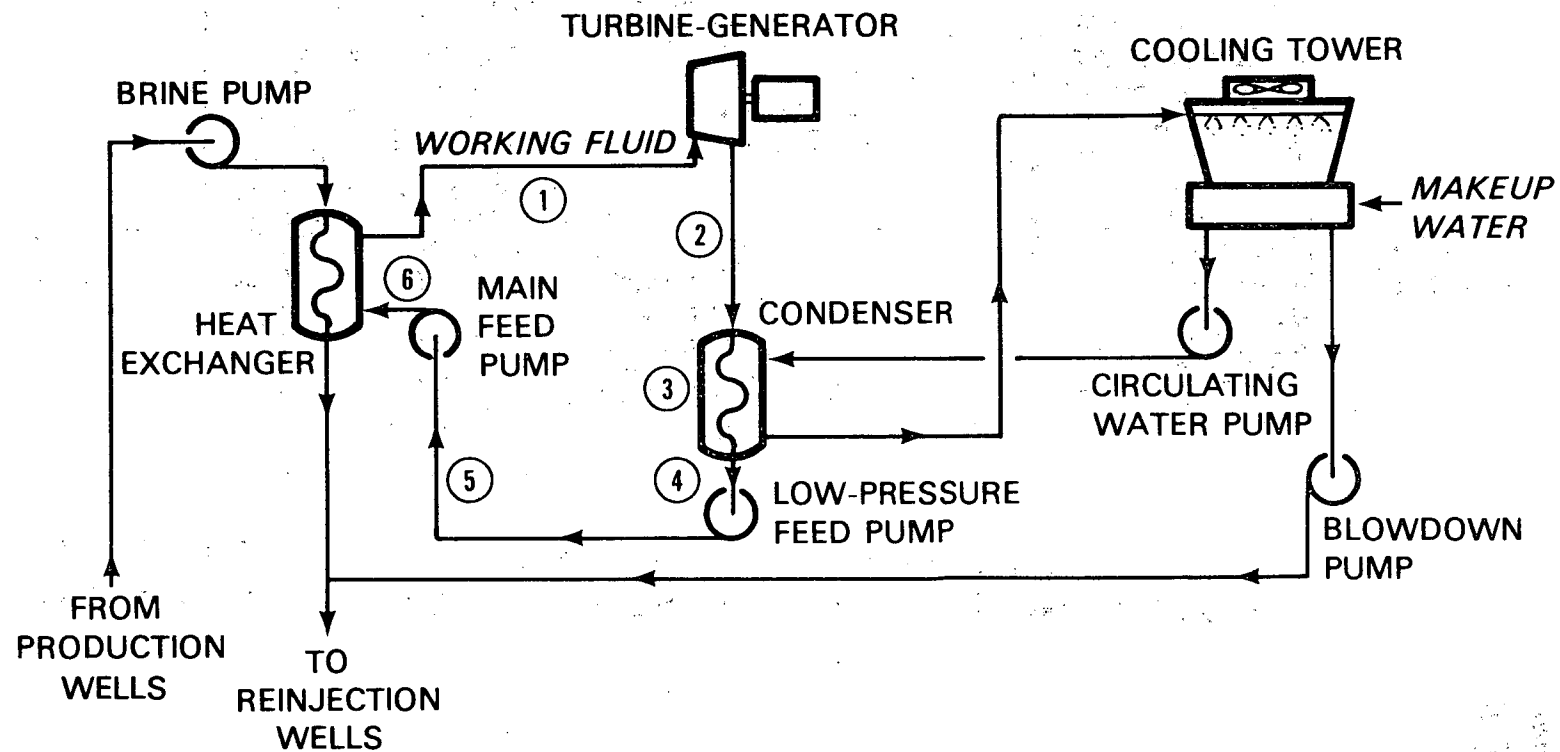 TURBINE-GENERATOR
COOLING TOWER
BRINE PUMP
WORKING FLUID
1
MAKEUP
WATER
2
6
MAIN
FEED
PUMP
HEAT
EXCHANGER
CONDENSER
3
CIRCULATING
WATER PUMP
5
4
LOW-PRESSURE
FEED PUMP
BLOWDOWN
PUMP
FROM
PRODUCTION
WELLS
TO
REINJECTION
WELLS